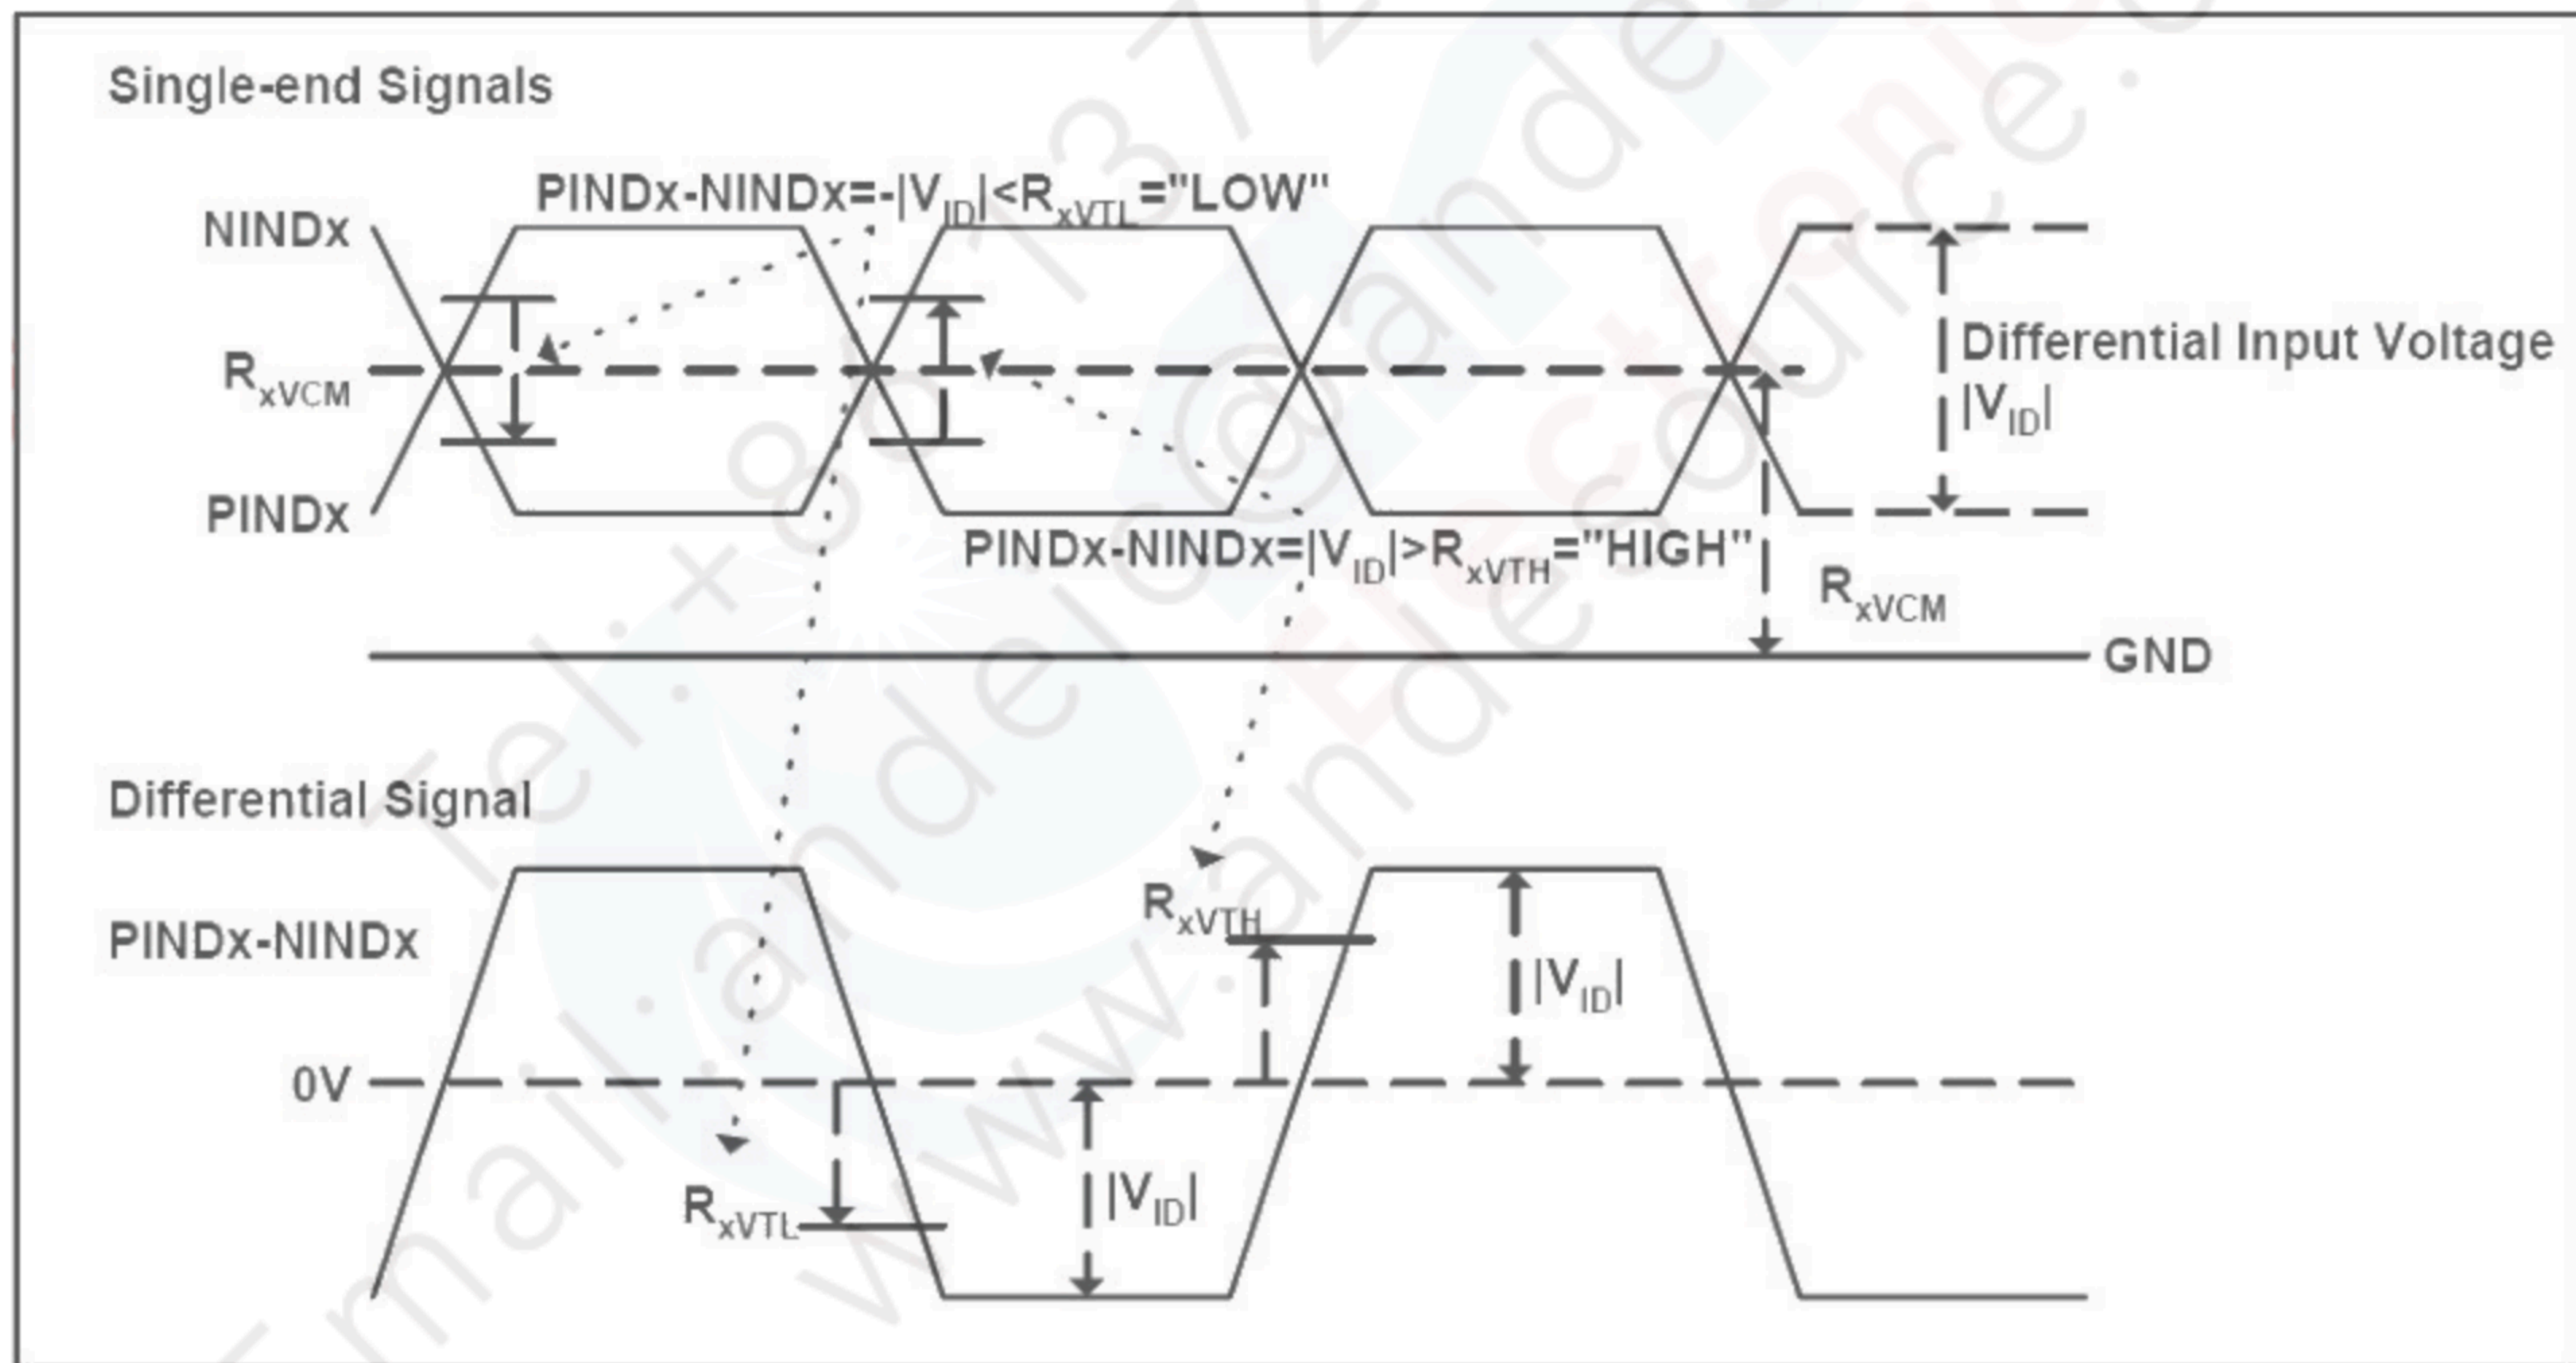 Single-end Signals
PINDx-NINDx=-|VID|<RxVTL="LOW"
NINDx
RxVCM
Differential Input Voltage
|VID|
PINDx
PINDx-NINDx=|VID|>RxVTH="HIGH"
RxVCM
GND
Differential Signal
RxVTH
PINDx-NINDx
|VID|
0V
RxVTL
|VID|